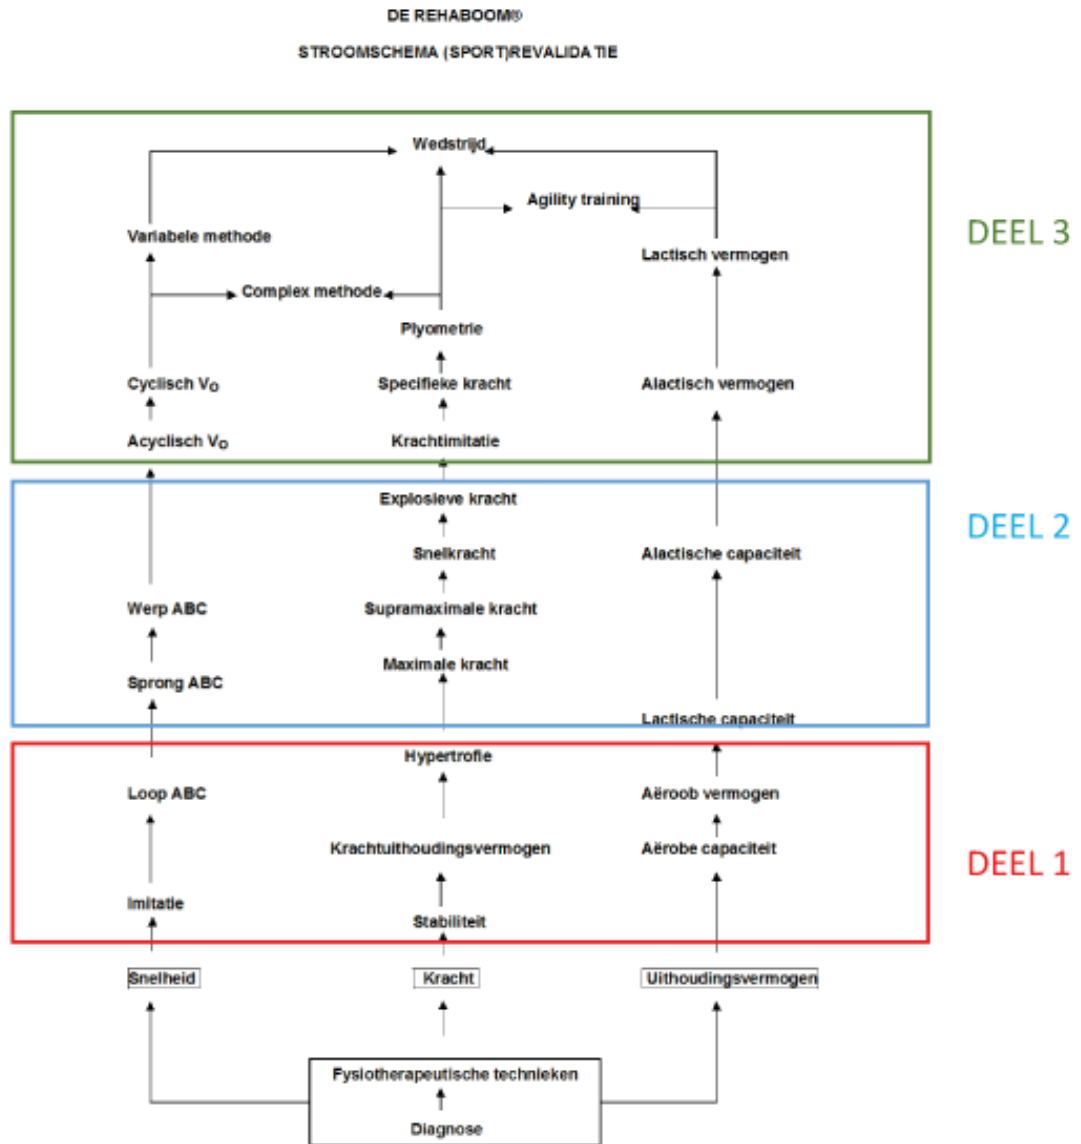 DE REHABOOM®
STROOMSCHEMA (SPORT)REVALIDATIE
Wedstrijd
Agility training
Variabele methode
DEEL 3
Lactisch vermogen
Complex methode
Plyometrie
Cyclisch Vo
Specifieke kracht
Alactisch vermogen
Acyclisch Vo
Krachtimitatie
Explosieve kracht
DEEL 2
Snelkracht
Alactische capaciteit
Werp ABC
Supramaximale kracht
Maximale kracht
Sprong ABC
Lactische capaciteit
Hypertrofie
Loop ABC
Aëroob vermogen
Krachtuithoudingsvermogen
Aërobe capaciteit
DEEL 1
Imitatie
Stabiliteit
Snelheid
Kracht
Uithoudingsvermogen
Fysiotherapeutische technieken
Diagnose